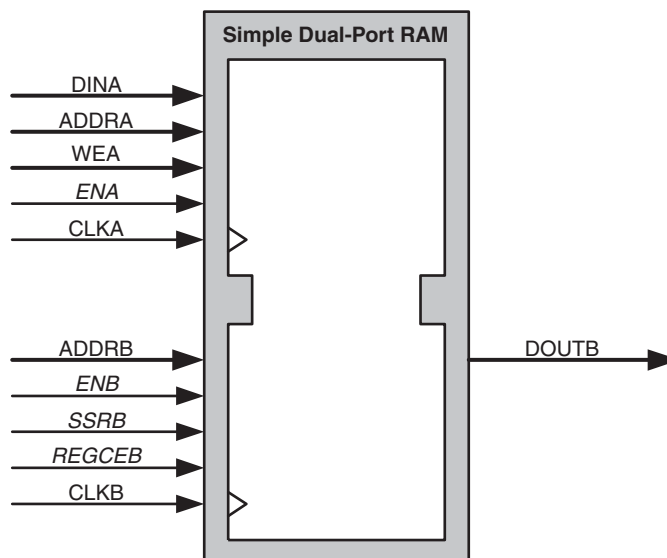 Simple Dual-Port RAM
DINA
ADDRA
WEA
ENA
CLKA
ADDRB
DOUTB
ENB
SSRB
REGCEB
CLKB